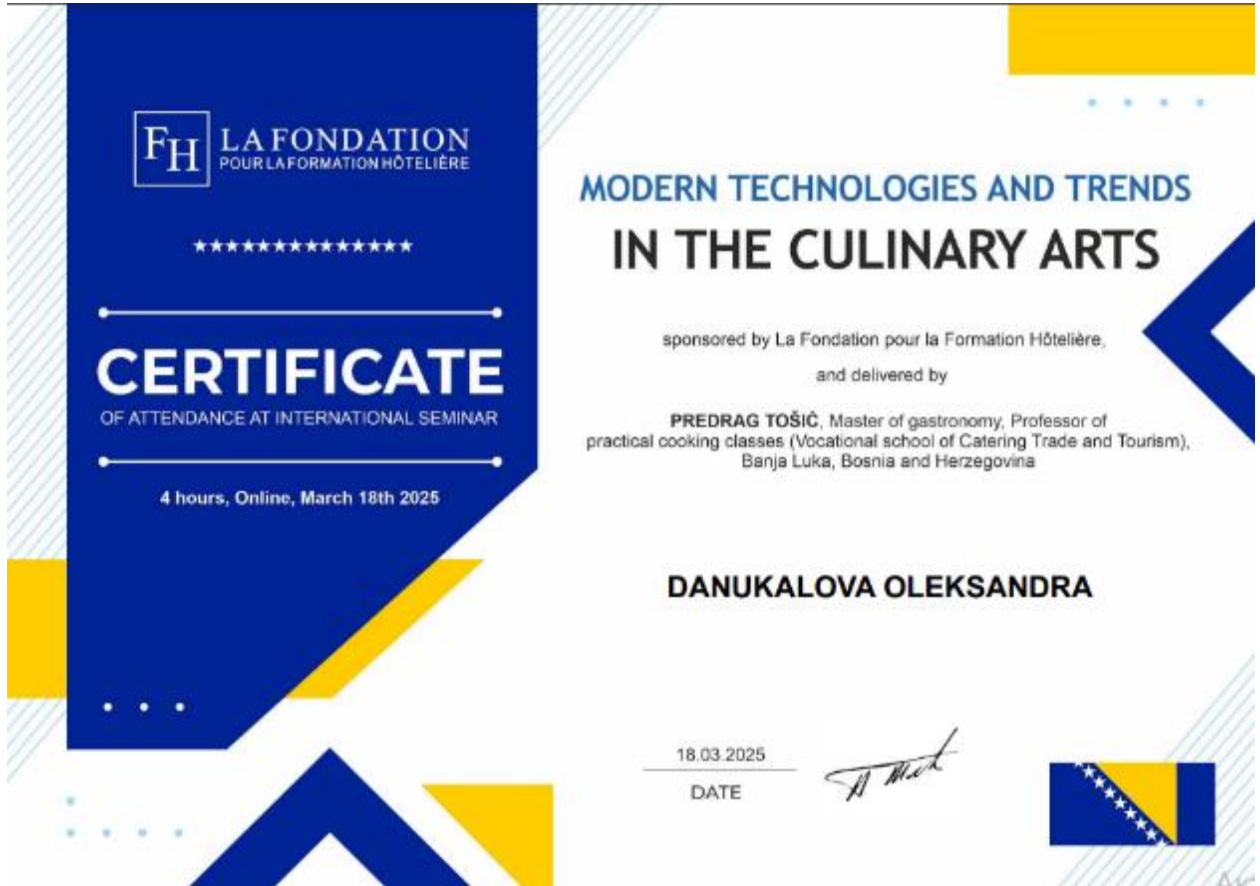 FH LA FONDATION
POUR LA FORMATION HÔTELIÈRE
CERTIFICATE
OF ATTENDANCE AT INTERNATIONAL SEMINAR
4 hours, Online, March 18th 2025
MODERN TECHNOLOGIES AND TRENDS
IN THE CULINARY ARTS
sponsored by La Fondation pour la Formation Hôtelière,
and delivered by
PREDRAG TOŠIĆ, Master of gastronomy, Professor of
practical cooking classes (Vocational school of Catering Trade and Tourism),
Banja Luka, Bosnia and Herzegovina
DANUKALOVA OLEKSANDRA
18.03.2025
DATE